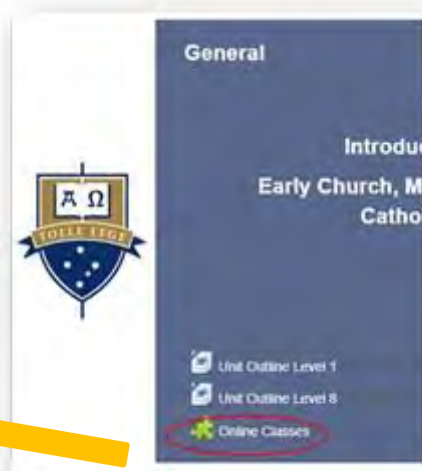 General
Introduc
Early Church, M
Catho
Α Ω
TOLLE LEGE
Unit Outline Level 1
Unit Outline Level 8
Online Classes